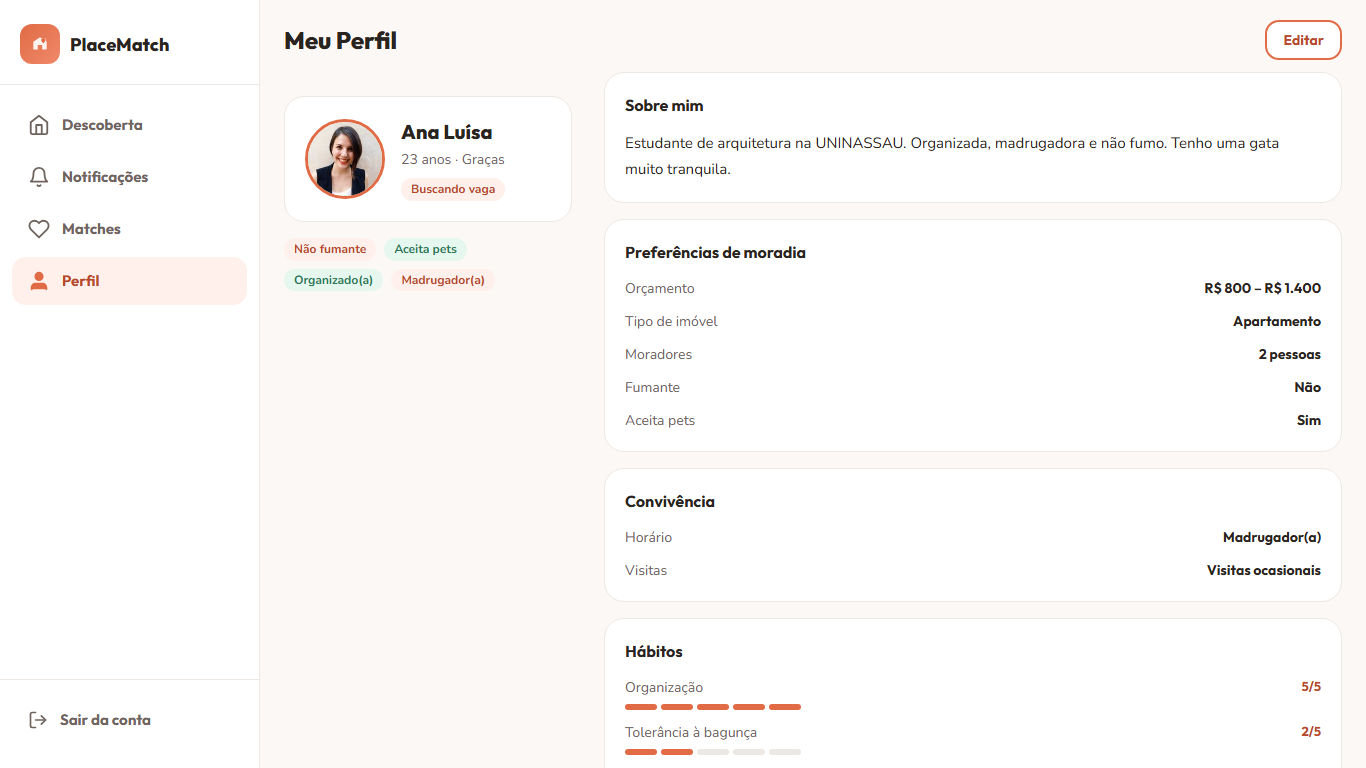 PlaceMatch
Descoberta
Notificações
Matches
Perfil
Sair da conta
Meu Perfil
Editar
Ana Luísa
23 anos · Graças
Buscando vaga
Não fumante
Aceita pets
Organizado(a)
Madrugador(a)
Sobre mim
Estudante de arquitetura na UNINASSAU. Organizada, madrugadora e não fumo. Tenho uma gata
muito tranquila.
Preferências de moradia
Orçamento R$ 800 – R$ 1.400
Tipo de imóvel Apartamento
Moradores 2 pessoas
Fumante Não
Aceita pets Sim
Convivência
Horário Madrugador(a)
Visitas Visitas ocasionais
Hábitos
Organização 5/5
Tolerância à bagunça 2/5